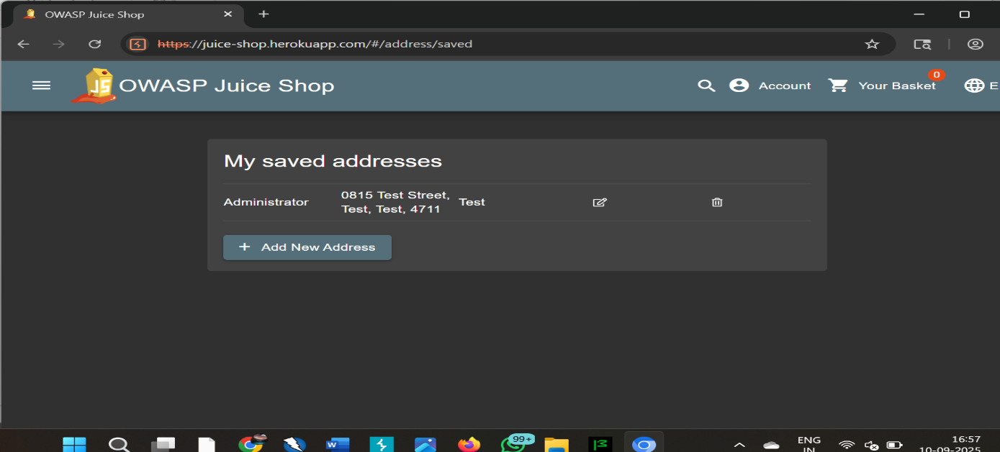 OWASP Juice Shop
https://juice-shop.herokuapp.com/#/address/saved
JS
OWASP Juice Shop
Account
Your Basket
0
E
My saved addresses
Administrator
0815 Test Street,
Test, Test, 4711
Test
Add New Address
W
99+
ENG
IN
16:57
10-09-2025